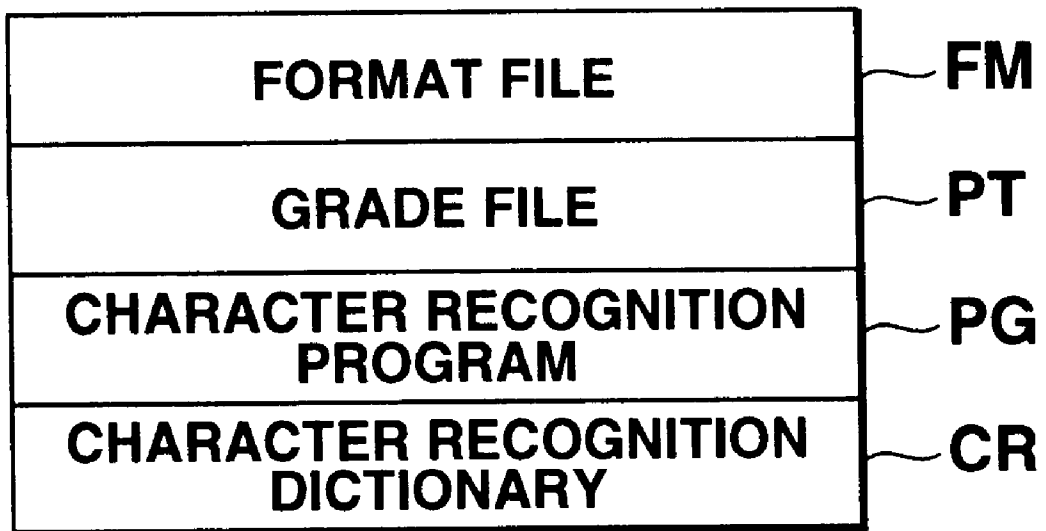 FORMAT FILE FM
GRADE FILE PT
CHARACTER RECOGNITION
PROGRAM PG
CHARACTER RECOGNITION
DICTIONARY CR